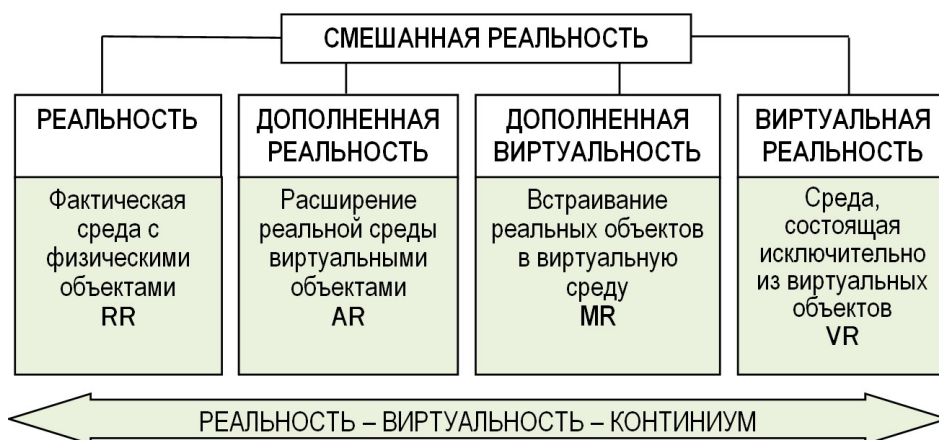 СМЕШАННАЯ РЕАЛЬНОСТЬ
РЕАЛЬНОСТЬ
Фактическая
среда с
физическими
объектами
RR
ДОПОЛНЕННАЯ
РЕАЛЬНОСТЬ
Расширение
реальной среды
виртуальными
объектами
AR
ДОПОЛНЕННАЯ
ВИРТУАЛЬНОСТЬ
Встраивание
реальных объектов
в виртуальную
среду
MR
ВИРТУАЛЬНАЯ
РЕАЛЬНОСТЬ
Среда,
состоящая
исключительно
из виртуальных
объектов
VR
РЕАЛЬНОСТЬ – ВИРТУАЛЬНОСТЬ – КОНТИНИУМ